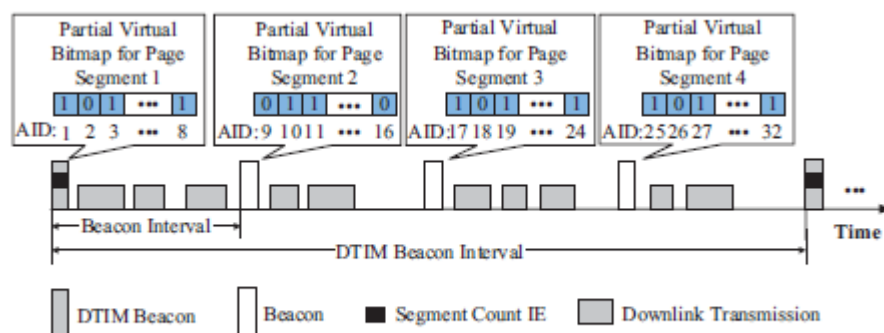 Partial Virtual
Bitmap for Page
Segment 1
1 0 1 ••• 1
AID: 1 2 3 ••• 8
Partial Virtual
Bitmap for Page
Segment 2
0 1 1 ••• 0
AID:9 10 11 ••• 16
Partial Virtual
Bitmap for Page
Segment 3
1 0 1 ••• 1
AID:17 18 19 ••• 24
Partial Virtual
Bitmap for Page
Segment 4
1 0 1 ••• 1
AID:25 26 27 ••• 32
•••
Beacon Interval
Time
DTIM Beacon Interval
DTIM Beacon
Beacon
Segment Count IE
Downlink Transmission